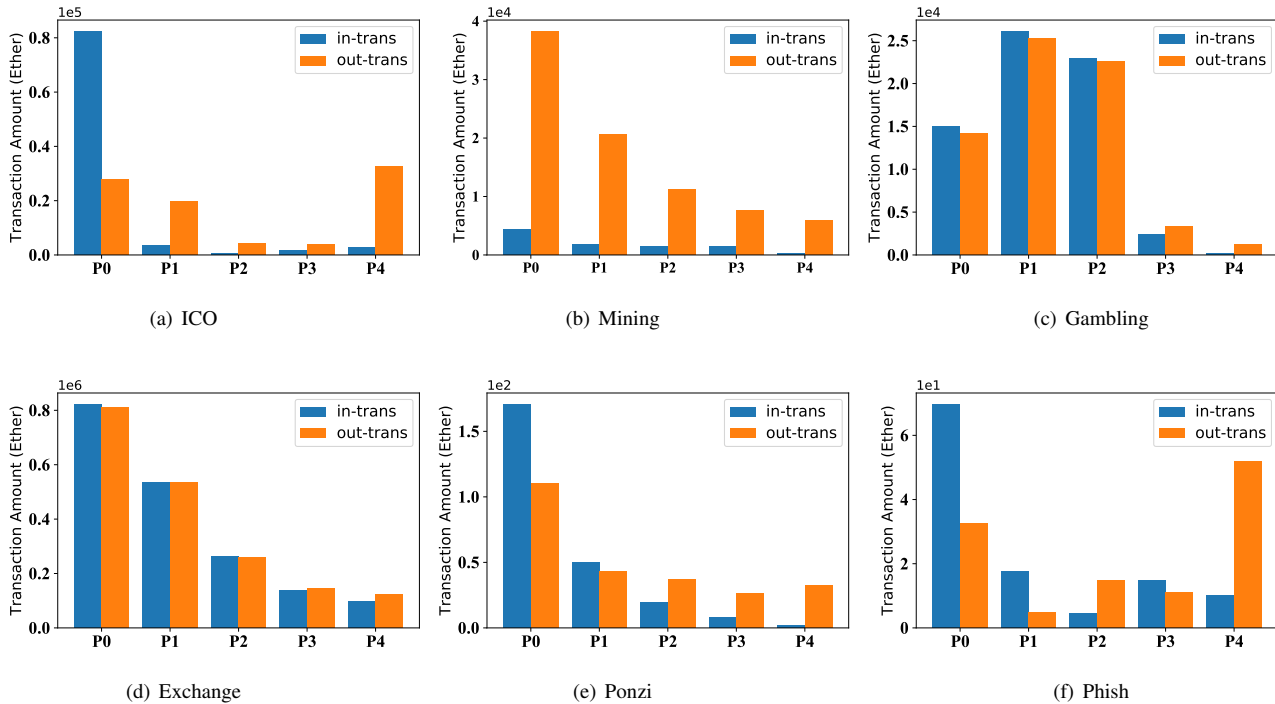 1e5
Transaction Amount (Ether)
0.8
0.6
0.4
0.2
0.0
in-trans
out-trans
P0 P1 P2 P3 P4
(a) ICO
1e4
Transaction Amount (Ether)
4
3
2
1
0
in-trans
out-trans
P0 P1 P2 P3 P4
(b) Mining
1e4
Transaction Amount (Ether)
2.5
2.0
1.5
1.0
0.5
0.0
in-trans
out-trans
P0 P1 P2 P3 P4
(c) Gambling
1e6
Transaction Amount (Ether)
0.8
0.6
0.4
0.2
0.0
in-trans
out-trans
P0 P1 P2 P3 P4
(d) Exchange
1e2
Transaction Amount (Ether)
1.5
1.0
0.5
0.0
in-trans
out-trans
P0 P1 P2 P3 P4
(e) Ponzi
1e1
Transaction Amount (Ether)
6
4
2
0
in-trans
out-trans
P0 P1 P2 P3 P4
(f) Phish